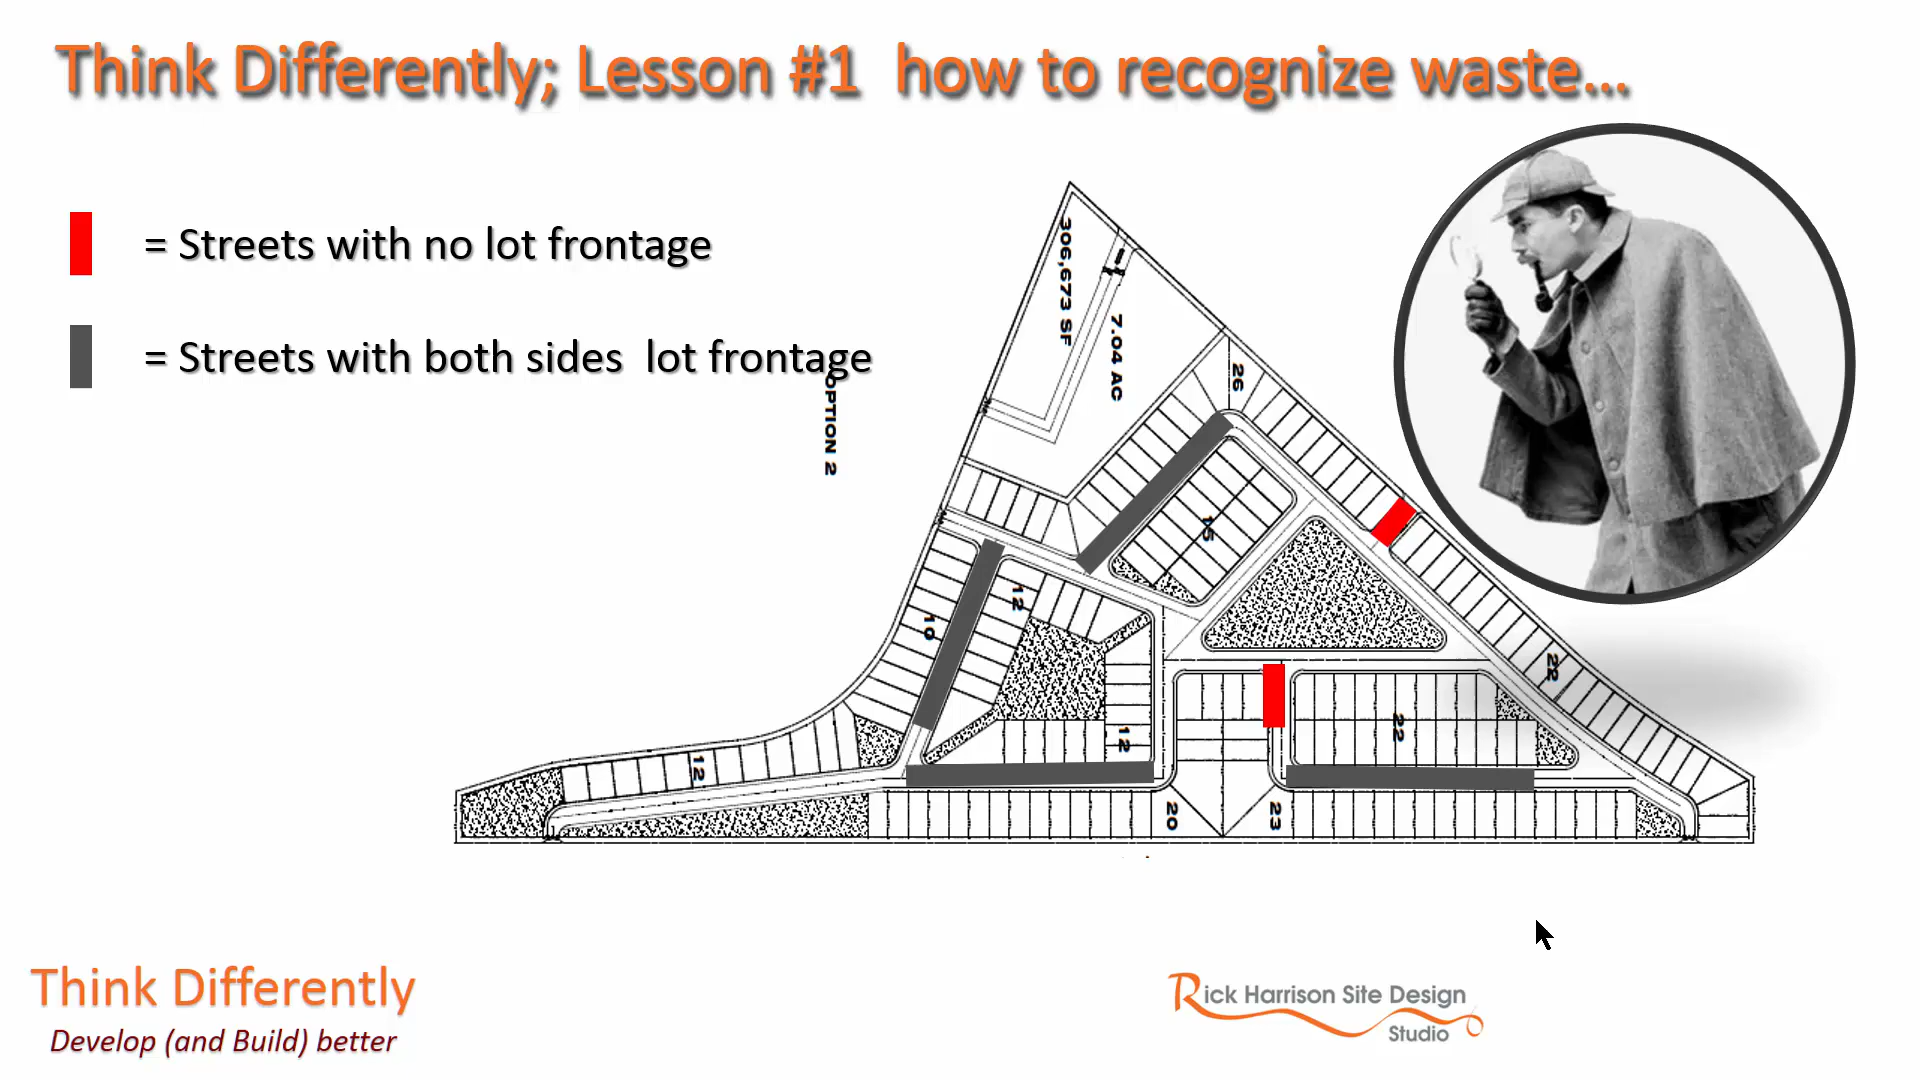 Think Differently; Lesson #1 how to recognize waste...
= Streets with no lot frontage
= Streets with both sides lot frontage
OPTION 2
306,673 SF
7.04 AC
26
15
12
10
22
12
22
12
20
23
Think Differently
Develop (and Build) better
Rick Harrison Site Design
Studio